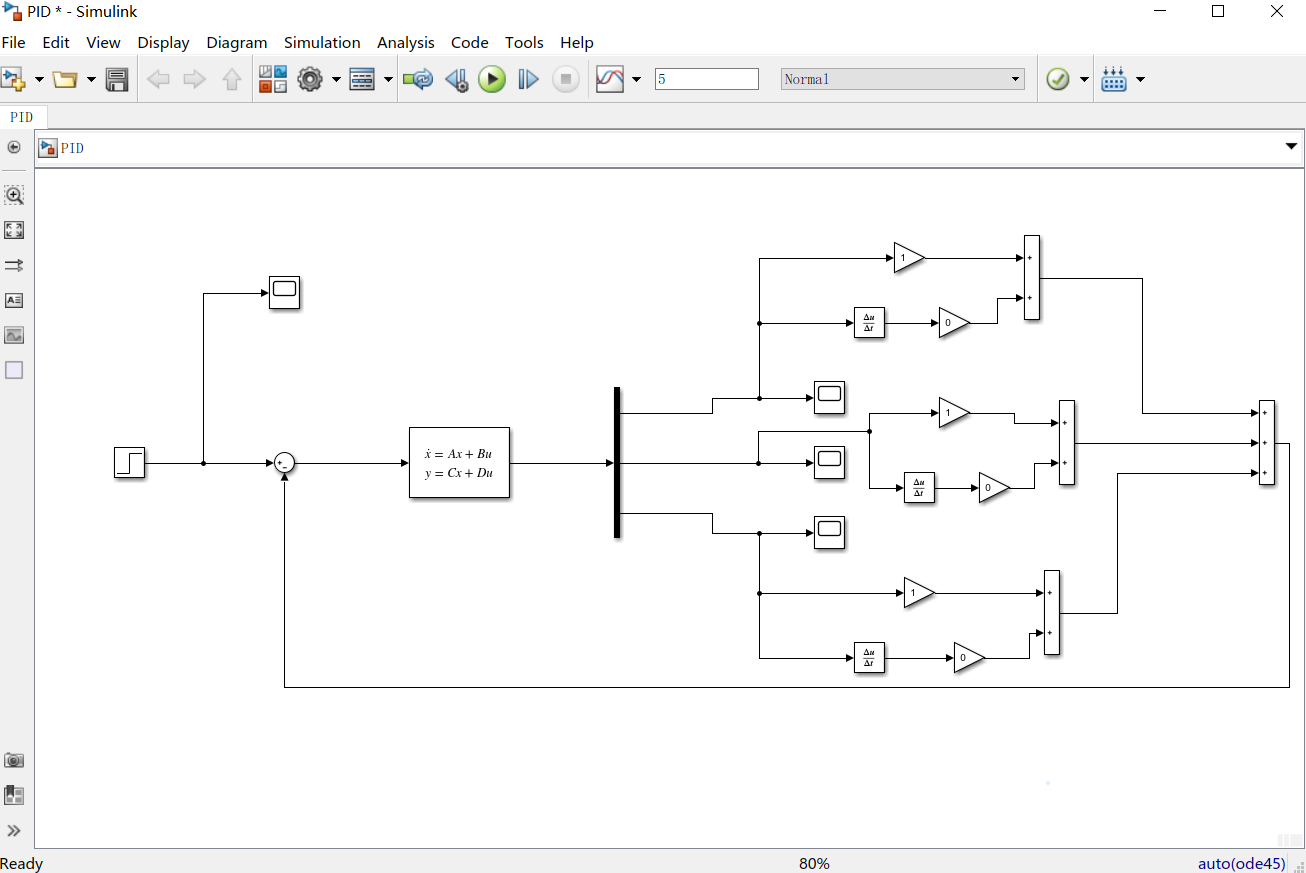 PID * - Simulink
File Edit View Display Diagram Simulation Analysis Code Tools Help
5 Normal
PID
PID
1
+
+
Δu
Δt
0
1
+
+
+
+
+
+-
ẋ = Ax + Bu
y = Cx + Du
Δu
Δt
0
1
+
+
Δu
Δt
0
Ready 80% auto(ode45)